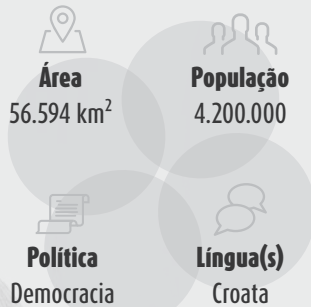 Área
56.594 km²
População
4.200.000
Política
Democracia
Língua(s)
Croata